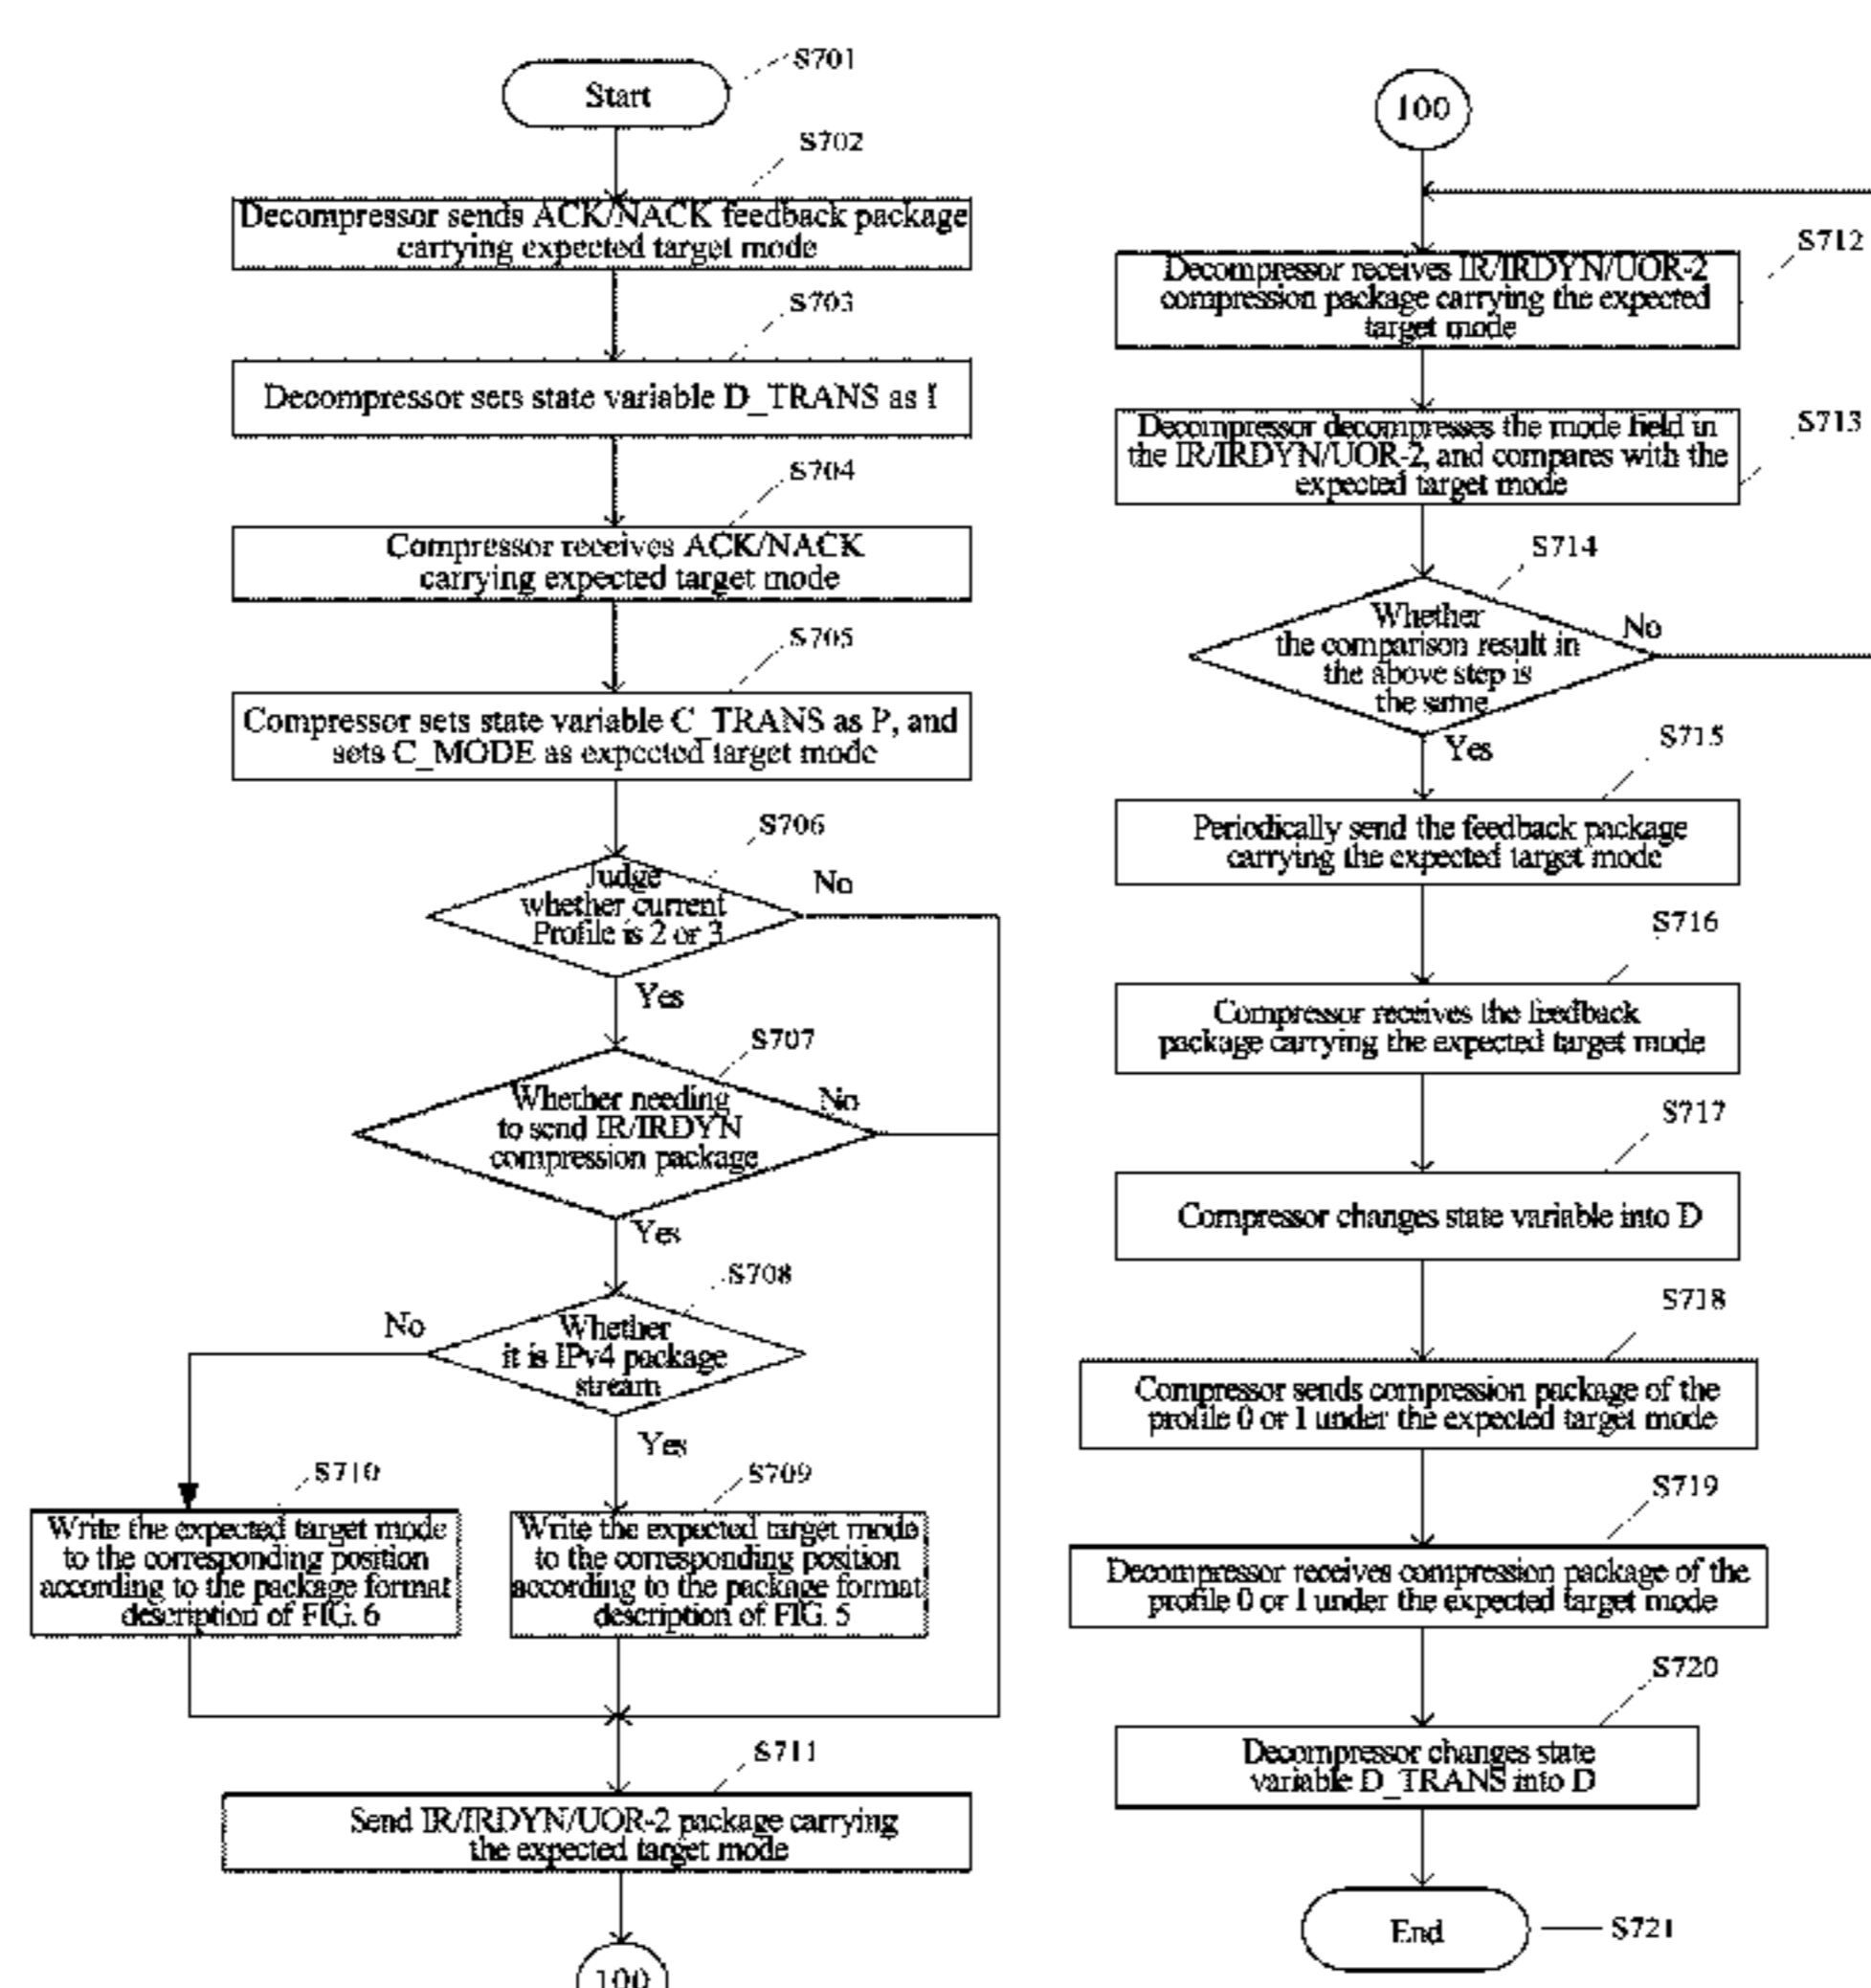 Start
S701
S702
Decompressor sends ACK/NACK feedback package
carrying expected target mode
S703
Decompressor sets state variable D_TRANS as I
S704
Compressor receives ACK/NACK
carrying expected target mode
S705
Compressor sets state variable C_TRANS as P, and
sets C_MODE as expected target mode
S706
Judge
whether current
Profile is 2 or 3
No
Yes
S707
Whether needing
to send IR/IRDYN
compression package
No
Yes
S708
Whether
it is IPv4 package
stream
No
Yes
S710
Write the expected target mode
to the corresponding position
according to the package format
description of FIG. 6
S709
Write the expected target mode
to the corresponding position
according to the package format
description of FIG. 5
S711
Send IR/IRDYN/UOR-2 package carrying
the expected target mode
100
100
S712
Decompressor receives IR/IRDYN/UOR-2
compression package carrying the expected
target mode
S713
Decompressor decompresses the mode field in
the IR/IRDYN/UOR-2, and compares with the
expected target mode
S714
Whether
the comparison result in
the above step is
the same
No
Yes
S715
Periodically send the feedback package
carrying the expected target mode
S716
Compressor receives the feedback
package carrying the expected target mode
S717
Compressor changes state variable into D
S718
Compressor sends compression package of the
profile 0 or 1 under the expected target mode
S719
Decompressor receives compression package of the
profile 0 or 1 under the expected target mode
S720
Decompressor changes state
variable D_TRANS into D
End
S721